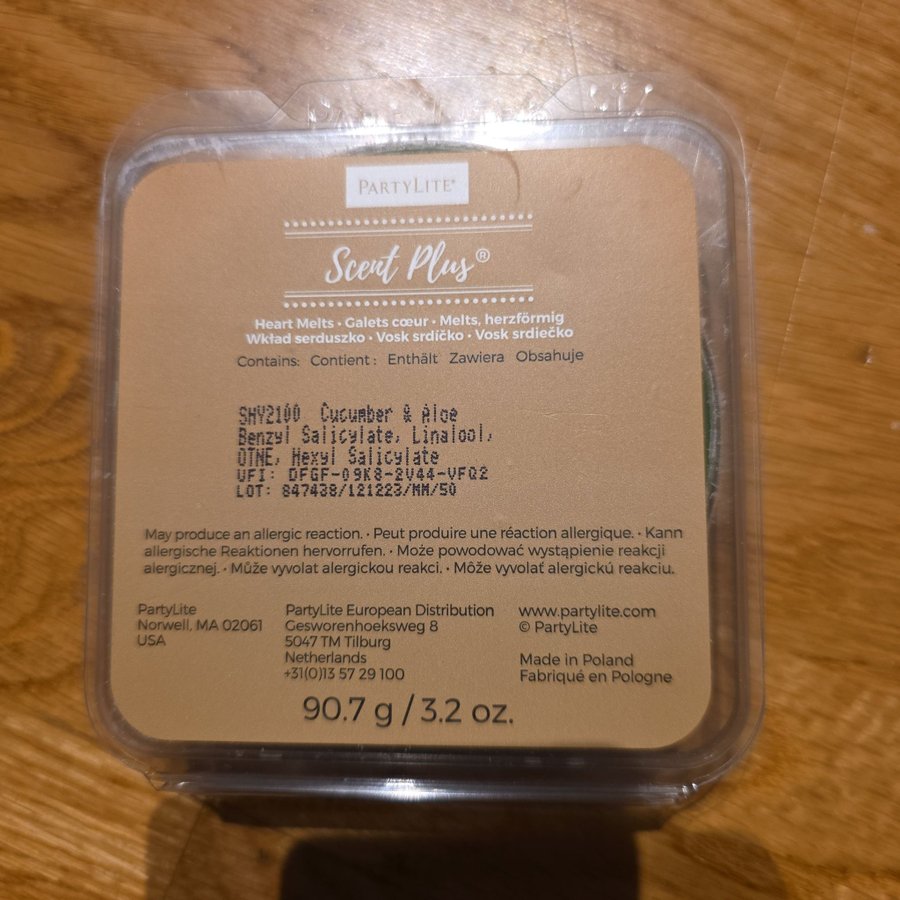 PARTYLITE®
Scent Plus®
Heart Melts • Galets cœur • Melts, herzförmig
Wkład serduszko • Vosk srdíčko • Vosk srdiečko
Contains: Contient : Enthält Zawiera Obsahuje
SHY2100 Cucumber & Aloe
Benzyl Salicylate, Linalool,
OTNE, Hexyl Salicylate
UFI: DFGF-09K8-2V44-VFQ2
LOT: 847438/121223/MM/50
May produce an allergic reaction. • Peut produire une réaction allergique. • Kann
allergische Reaktionen hervorrufen. • Może powodować wystąpienie reakcji
alergicznej. • Může vyvolat alergickou reakci. • Môže vyvolať alergickú reakciu.
PartyLite
Norwell, MA 02061
USA
PartyLite European Distribution
Gesworenhoeksweg 8
5047 TM Tilburg
Netherlands
+31(0)13 57 29 100
www.partylite.com
© PartyLite
Made in Poland
Fabriqué en Pologne
90.7 g / 3.2 oz.